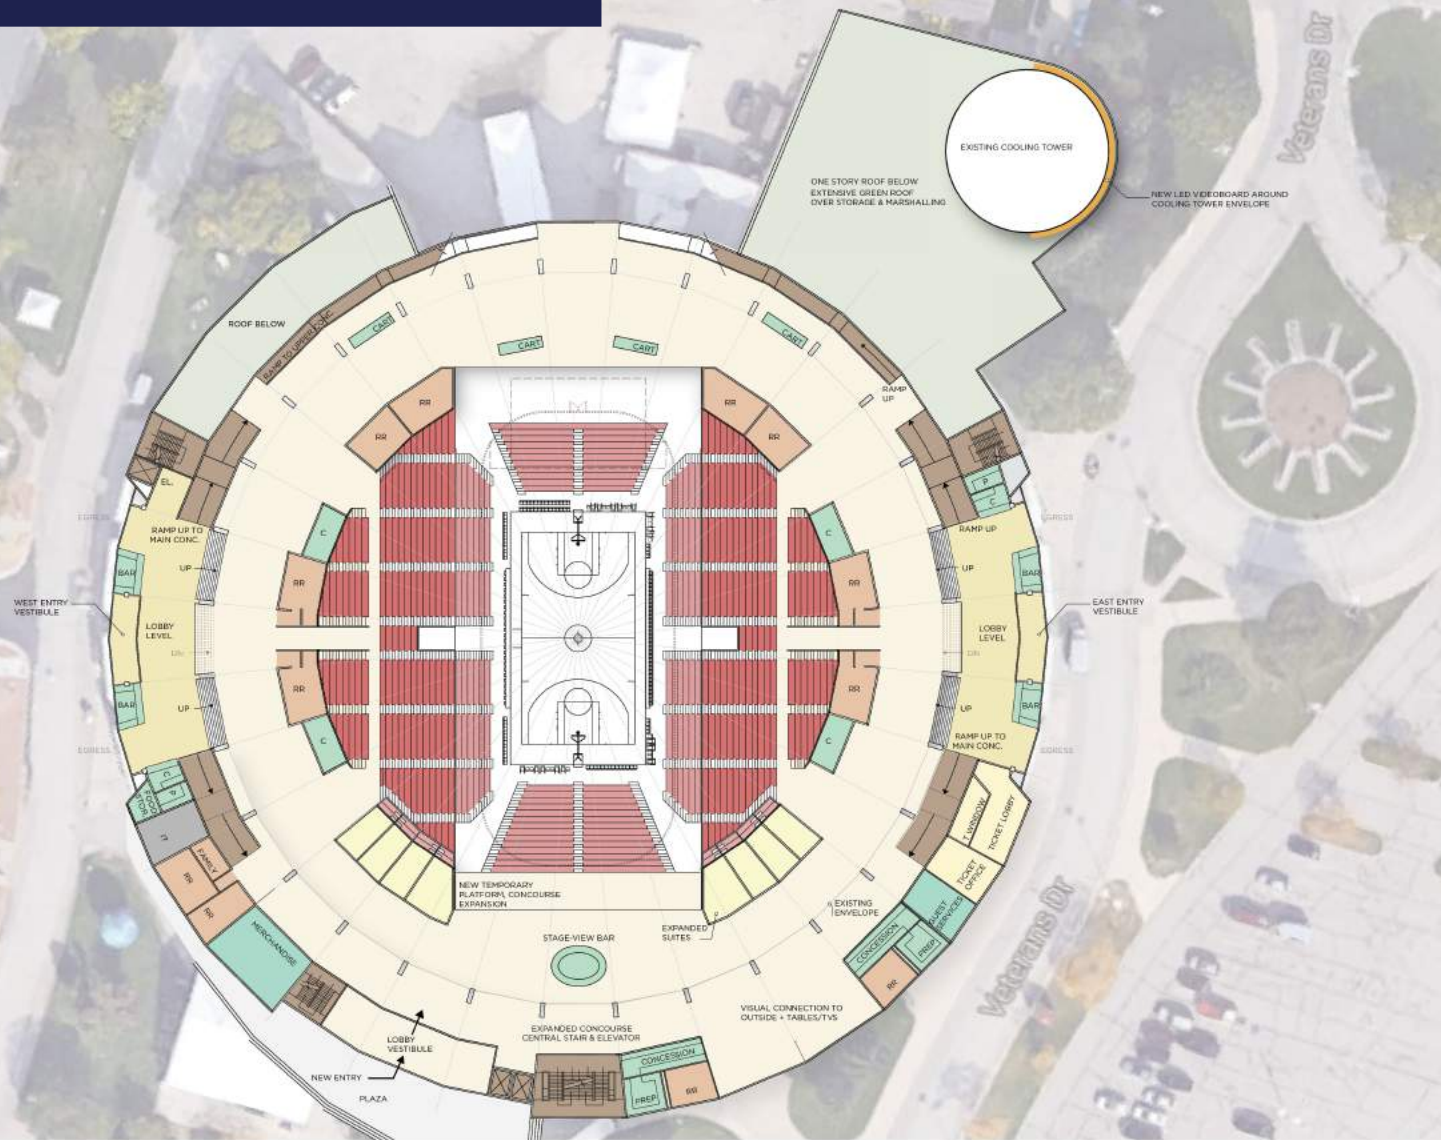 Veterans Dr
EXISTING COOLING TOWER
ONE STORY ROOF BELOW
EXTENSIVE GREEN ROOF
OVER STORAGE & MARSHALLING
NEW LED VIDEOBOARD AROUND
COOLING TOWER ENVELOPE
ROOF BELOW
RAMP TO UPPER CONC.
CART
CART
CART
CART
RAMP
UP
RR
RR
RR
RR
EL.
P
C
EGRESS
EGRESS
RAMP UP TO
MAIN CONC.
RAMP UP
C
C
UP
UP
BAR
BAR
RR
RR
WEST ENTRY
VESTIBULE
EAST ENTRY
VESTIBULE
LOBBY
LEVEL
LOBBY
LEVEL
RR
RR
BAR
BAR
UP
UP
C
C
RAMP UP TO
MAIN CONC.
EGRESS
EGRESS
C
P
FOOD
STOR.
IT
FAMILY
RR
RR
MERCHANDISE
T WINDOW
TICKET LOBBY
TICKET
OFFICE
GUEST
SERVICES
CONCESSION
PREP
RR
NEW TEMPORARY
PLATFORM, CONCOURSE
EXPANSION
EXISTING
ENVELOPE
EXPANDED
SUITES
STAGE-VIEW BAR
Veterans Dr
VISUAL CONNECTION TO
OUTSIDE + TABLES/TVS
EXPANDED CONCOURSE
CENTRAL STAIR & ELEVATOR
LOBBY
VESTIBULE
NEW ENTRY
PLAZA
CONCESSION
PREP
RR